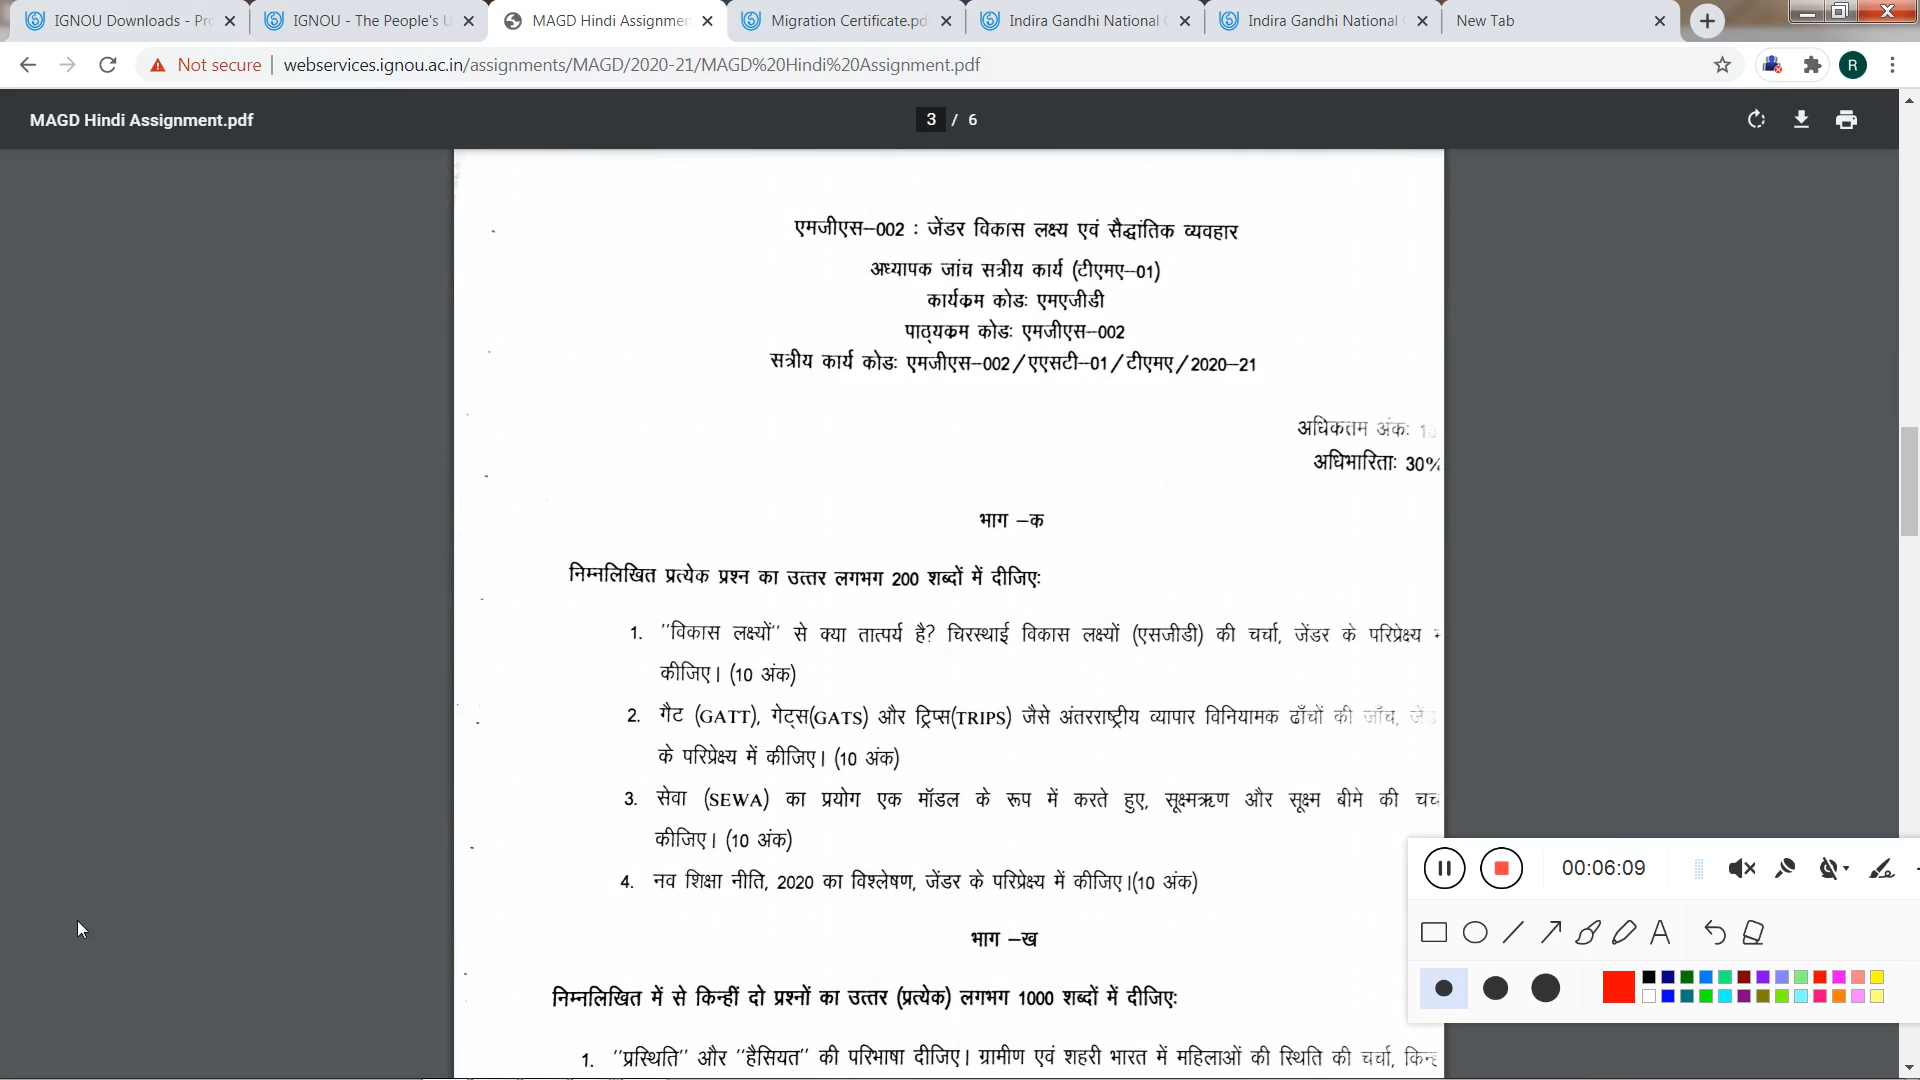 IGNOU Downloads - Pr
IGNOU - The People's U
MAGD Hindi Assignmen
Migration Certificate.pd
Indira Gandhi National
Indira Gandhi National
New Tab
Not secure
webservices.ignou.ac.in/assignments/MAGD/2020-21/MAGD%20Hindi%20Assignment.pdf
R
MAGD Hindi Assignment.pdf
3 / 6
एमजीएस-002 : जेंडर विकास लक्ष्य एवं सैद्धांतिक व्यवहार
अध्यापक जांच सत्रीय कार्य (टीएमए-01)
कार्यकम कोडः एमएजीडी
पाठ्यकम कोडः एमजीएस-002
सत्रीय कार्य कोडः एमजीएस-002/एएसटी-01/टीएमए/2020-21
अधिकतम अंकः
अधिभारिताः 30%
भाग -क
निम्नलिखित प्रत्येक प्रश्न का उत्तर लगभग 200 शब्दों में दीजिएः
1. ''विकास लक्ष्यों'' से क्या तात्पर्य है? चिरस्थाई विकास लक्ष्यों (एसजीडी) की चर्चा, जेंडर के परिप्रेक्ष्य
कीजिए। (10 अंक)
2. गैट (GATT), गेट्स(GATS) और ट्रिप्स(TRIPS) जैसे अंतरराष्ट्रीय व्यापार विनियामक ढाँचों की जाँच,
के परिप्रेक्ष्य में कीजिए। (10 अंक)
3. सेवा (SEWA) का प्रयोग एक मॉडल के रूप में करते हुए, सूक्ष्मऋण और सूक्ष्म बीमे की
कीजिए। (10 अंक)
4. नव शिक्षा नीति, 2020 का विश्लेषण, जेंडर के परिप्रेक्ष्य में कीजिए।(10 अंक)
भाग -ख
निम्नलिखित में से किन्हीं दो प्रश्नों का उत्तर (प्रत्येक) लगभग 1000 शब्दों में दीजिएः
1. ''प्रस्थिति'' और ''हैसियत'' की परिभाषा दीजिए। ग्रामीण एवं शहरी भारत में महिलाओं की स्थिति की चर्चा,
00:06:09
A